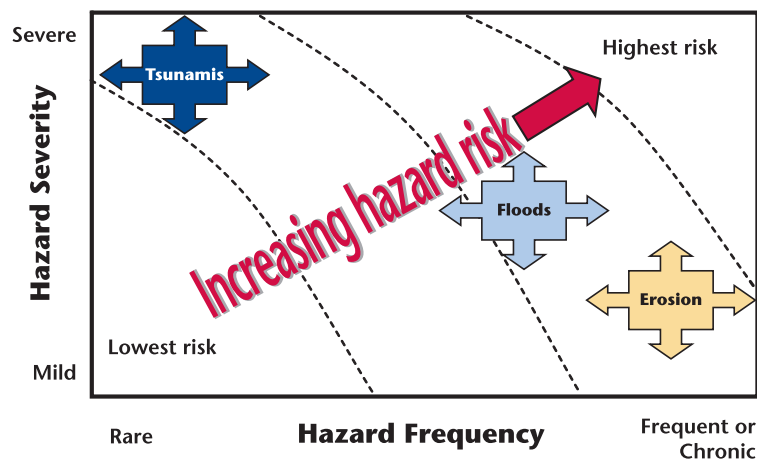 Severe
Tsunamis
Highest risk
Hazard Severity
Increasing hazard risk
Floods
Erosion
Lowest risk
Mild
Rare
Hazard Frequency
Frequent or
Chronic